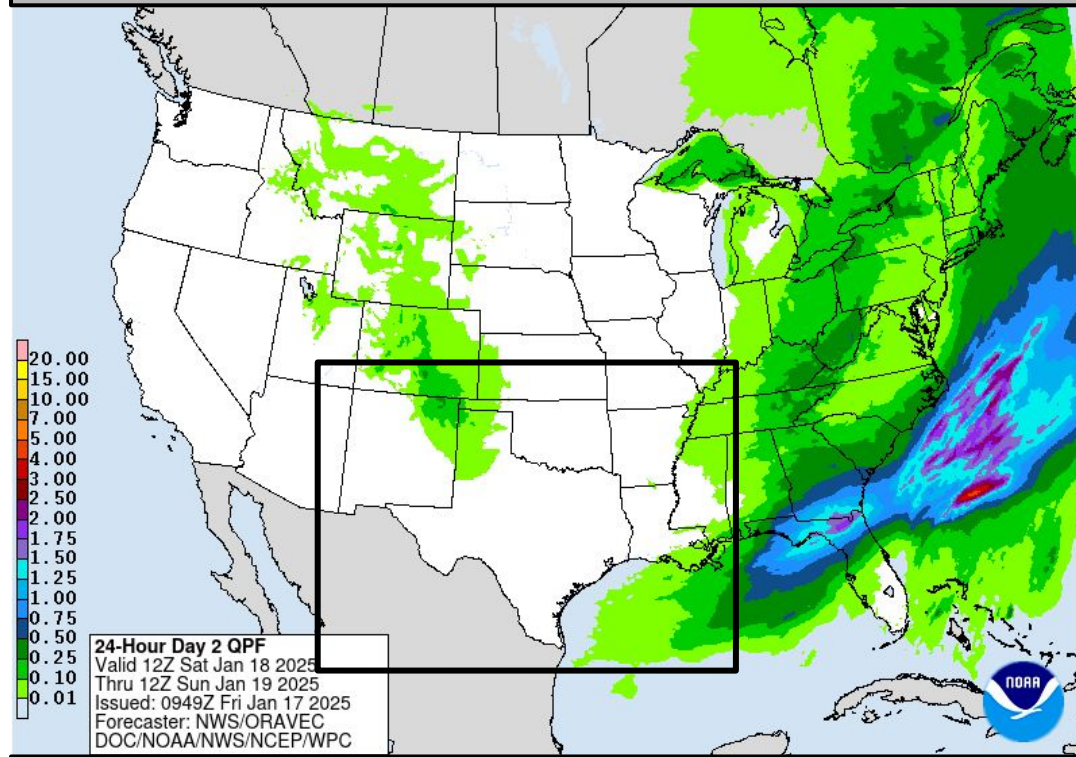 20.00
15.00
10.00
7.00
5.00
4.00
3.00
2.50
2.00
1.75
1.50
1.25
1.00
0.75
0.50
0.25
0.10
0.01
24-Hour Day 2 QPF
Valid 12Z Sat Jan 18 2025
Thru 12Z Sun Jan 19 2025
Issued: 0949Z Fri Jan 17 2025
Forecaster: NWS/ORAVEC
DOC/NOAA/NWS/NCEP/WPC
NOAA